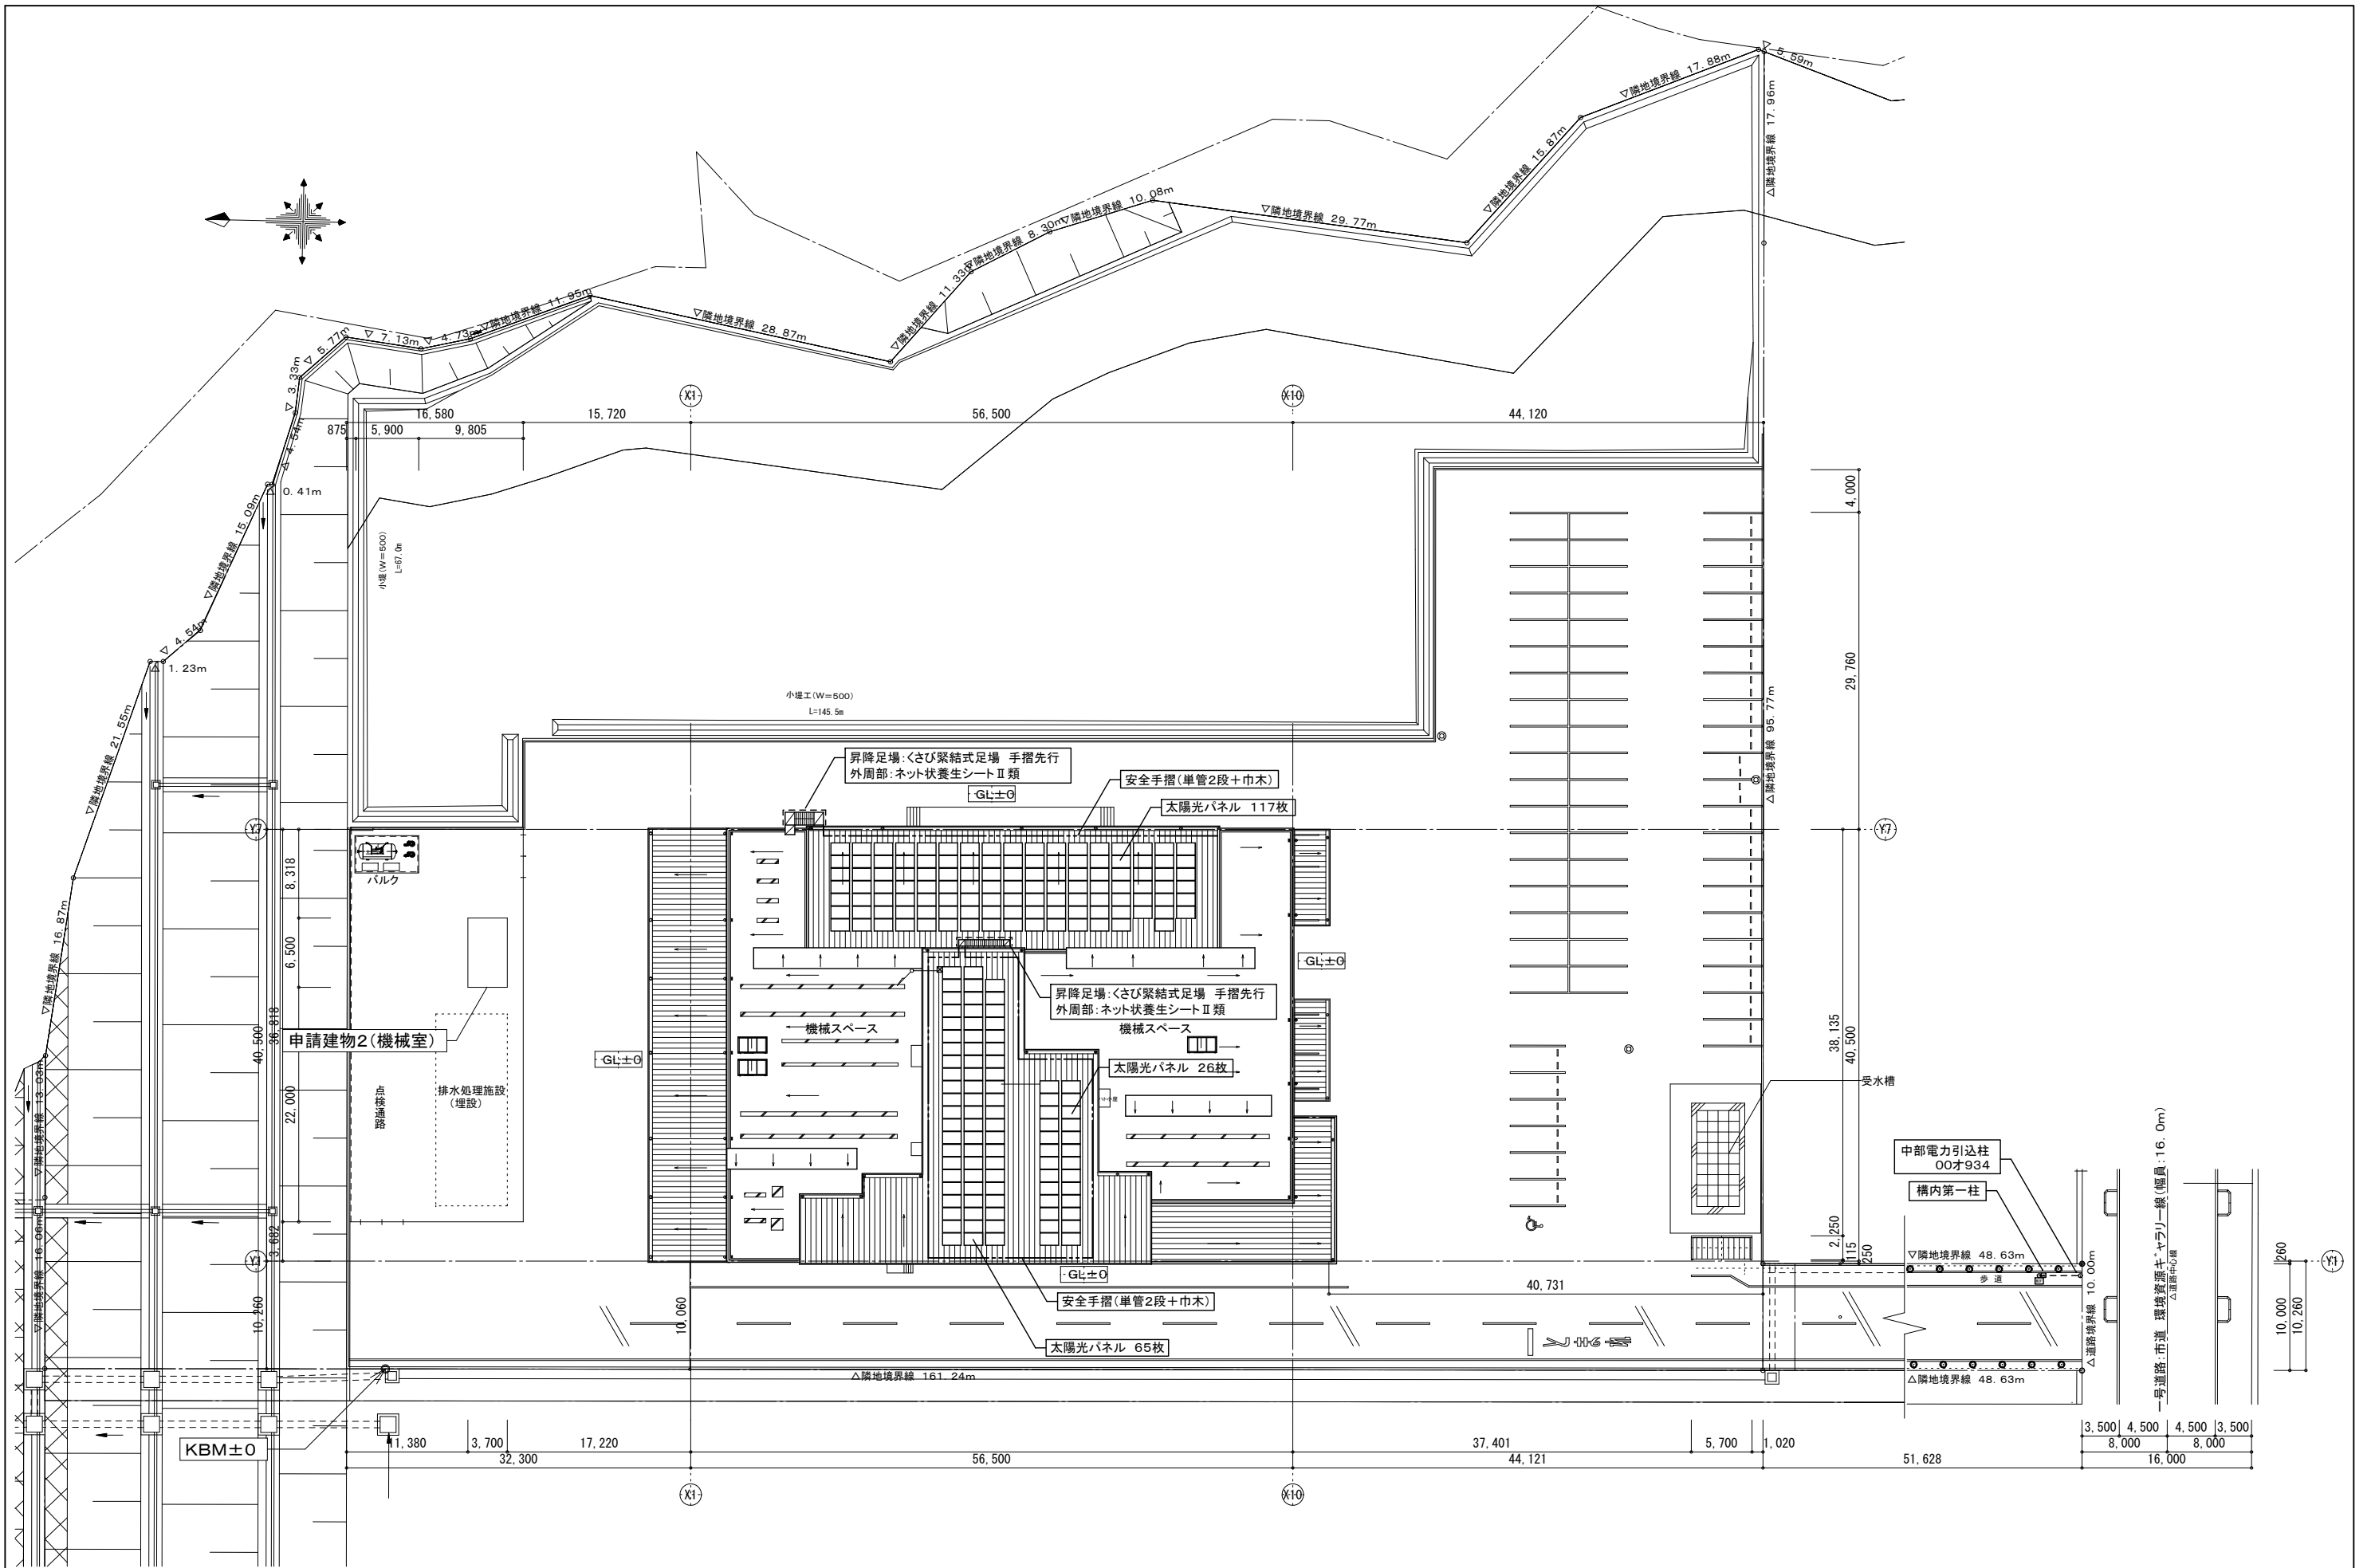 ▽隣地境界線 17.88m
5.59m
△隣地境界線 17.96m
▽隣地境界線 15.87m
▽隣地境界線 29.77m
▽隣地境界線 10.08m
▽隣地境界線 8.30m
▽隣地境界線 11.33m
▽隣地境界線 28.87m
▽隣地境界線 11.95m
▽ 4.73m
▽ 7.13m
▽ 5.77m
▽ 3.33m
△ 4.54m
△ 0.41m
▽隣地境界線 15.09m
▽ 4.54m
△ 1.23m
▽隣地境界線 21.55m
▽隣地境界線 16.87m
▽隣地境界線 13.03m
▽隣地境界線 16.06m
X1
X10
16,580
15,720
56,500
44,120
875
5,900
9,805
小堤(W=500)
L=67.0m
小堤工(W=500)
L=145.5m
4,000
29,760
△隣地境界線 95.77m
昇降足場:くさび緊結式足場 手摺先行
外周部:ネット状養生シートⅡ類
安全手摺(単管2段+巾木)
GL±0
太陽光パネル 117枚
Y7
Y7
バルク
8,318
6,500
36,818
40,500
22,000
3,682
申請建物2(機械室)
点検通路
排水処理施設
(埋設)
GL±0
GL±0
機械スペース
昇降足場:くさび緊結式足場 手摺先行
外周部:ネット状養生シートⅡ類
機械スペース
太陽光パネル 26枚
38,135
40,500
受水槽
中部電力引込柱
00才934
構内第一柱
2,250
115
250
Y1
10,260
10,060
GL±0
安全手摺(単管2段+巾木)
太陽光パネル 65枚
40,731
▽隣地境界線 48.63m
歩道
△隣地境界線 48.63m
△道路境界線 10.00m
一号道路:市道 環境資源ギャラリー線(幅員:16.0m)
△道路中心線
260
Y1
10,000
10,260
△隣地境界線 161.24m
KBM±0
11,380
3,700
17,220
37,401
5,700
1,020
32,300
56,500
44,121
51,628
3,500
4,500
4,500
3,500
8,000
8,000
16,000
X1
X10